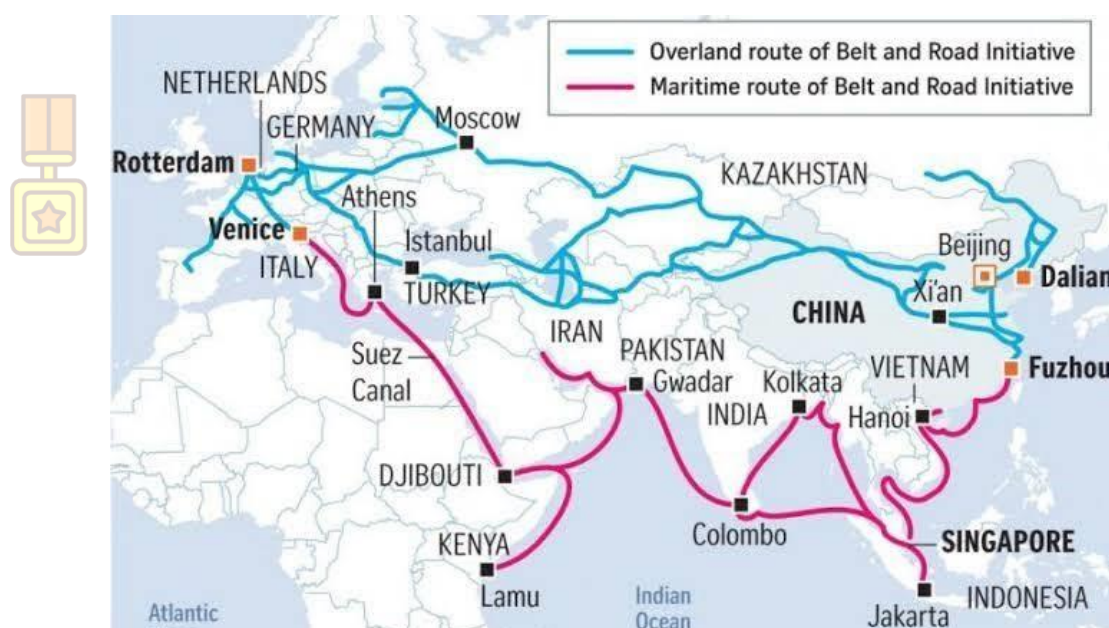 Overland route of Belt and Road Initiative
Maritime route of Belt and Road Initiative
NETHERLANDS
GERMANY
Moscow
Rotterdam
KAZAKHSTAN
Athens
Venice
Istanbul
Beijing
ITALY
TURKEY
Xi'an
Dalian
CHINA
IRAN
Suez
Canal
PAKISTAN
Gwadar
Kolkata
VIETNAM
Fuzhou
INDIA
Hanoi
DJIBOUTI
Colombo
SINGAPORE
KENYA
Lamu
Jakarta
INDONESIA
Atlantic
Indian
Ocean